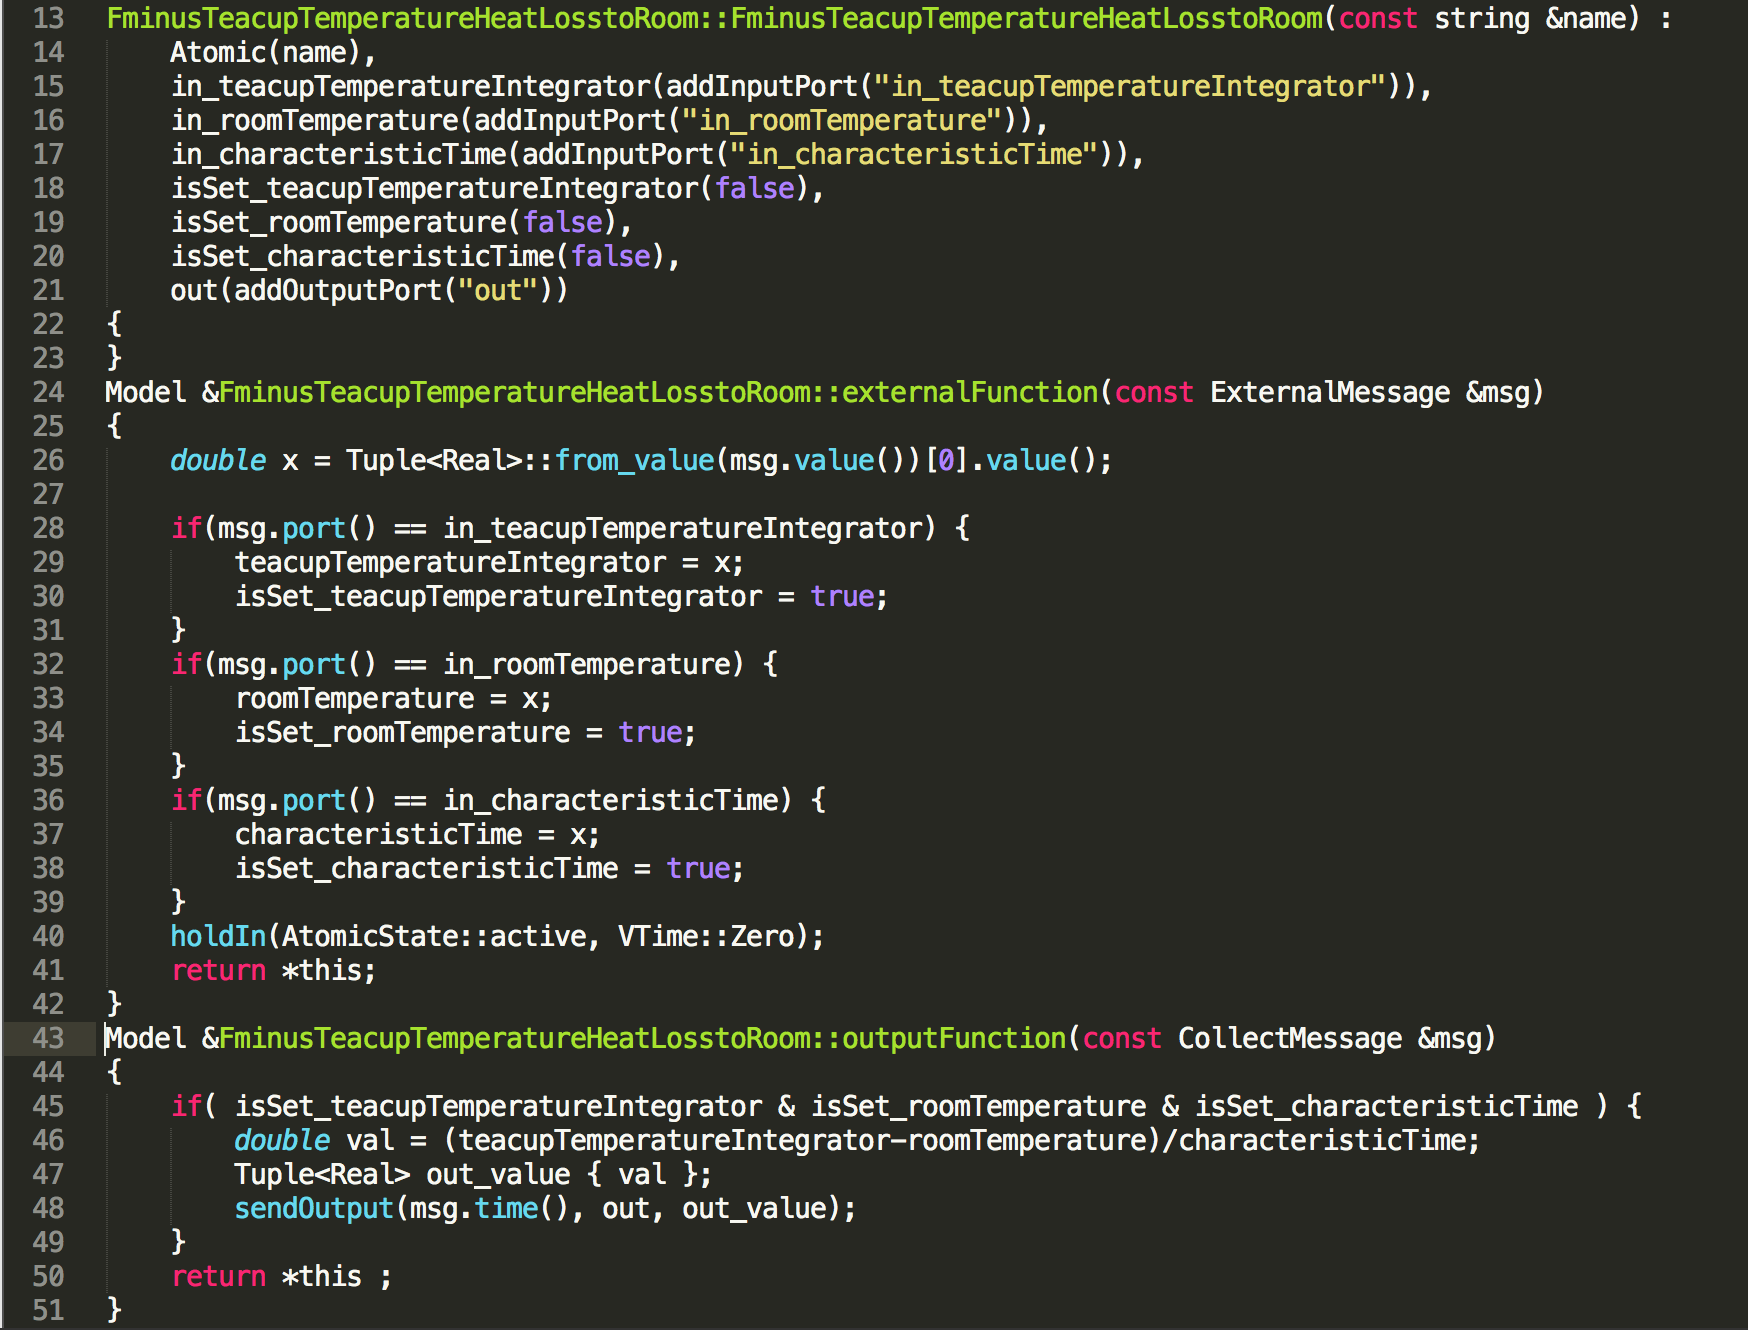 13 FminusTeacupTemperatureHeatLosstoRoom::FminusTeacupTemperatureHeatLosstoRoom(const string &name) :
14     Atomic(name),
15     in_teacupTemperatureIntegrator(addInputPort("in_teacupTemperatureIntegrator")),
16     in_roomTemperature(addInputPort("in_roomTemperature")),
17     in_characteristicTime(addInputPort("in_characteristicTime")),
18     isSet_teacupTemperatureIntegrator(false),
19     isSet_roomTemperature(false),
20     isSet_characteristicTime(false),
21     out(addOutputPort("out"))
22 {
23 }
24 Model &FminusTeacupTemperatureHeatLosstoRoom::externalFunction(const ExternalMessage &msg)
25 {
26     double x = Tuple<Real>::from_value(msg.value())[0].value();
27
28     if(msg.port() == in_teacupTemperatureIntegrator) {
29         teacupTemperatureIntegrator = x;
30         isSet_teacupTemperatureIntegrator = true;
31     }
32     if(msg.port() == in_roomTemperature) {
33         roomTemperature = x;
34         isSet_roomTemperature = true;
35     }
36     if(msg.port() == in_characteristicTime) {
37         characteristicTime = x;
38         isSet_characteristicTime = true;
39     }
40     holdIn(AtomicState::active, VTime::Zero);
41     return *this;
42 }
43 Model &FminusTeacupTemperatureHeatLosstoRoom::outputFunction(const CollectMessage &msg)
44 {
45     if( isSet_teacupTemperatureIntegrator & isSet_roomTemperature & isSet_characteristicTime ) {
46         double val = (teacupTemperatureIntegrator-roomTemperature)/characteristicTime;
47         Tuple<Real> out_value { val };
48         sendOutput(msg.time(), out, out_value);
49     }
50     return *this ;
51 }